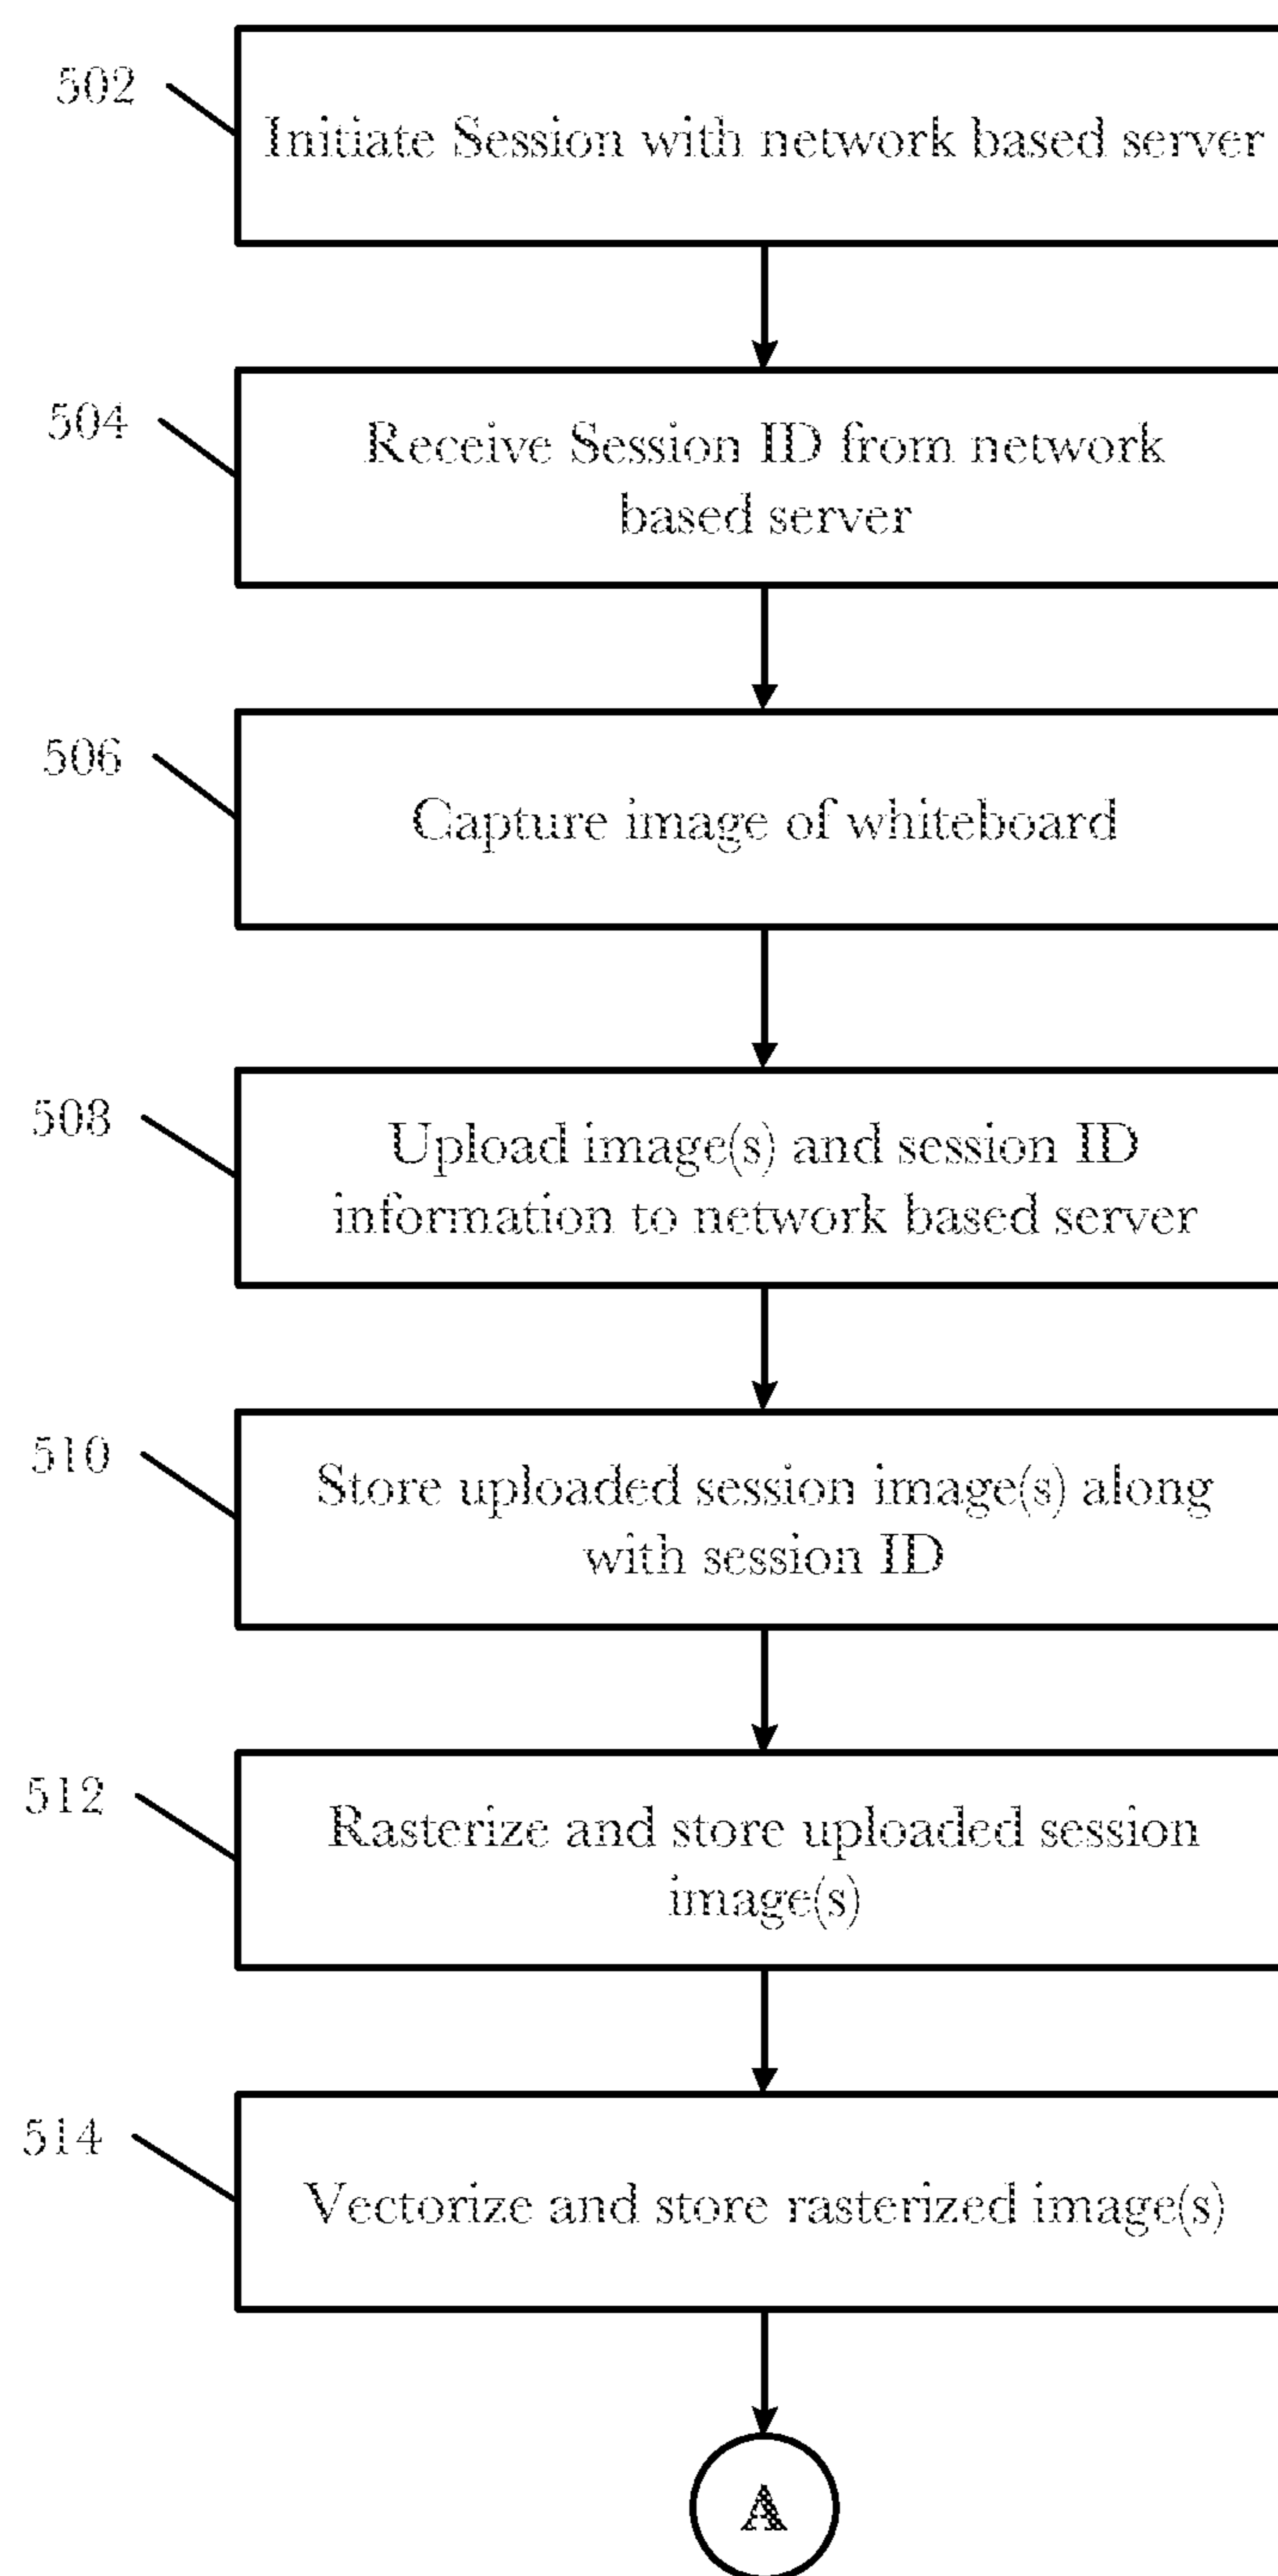 502
Initiate Session with network based server
504
Receive Session ID from network
based server
506
Capture image of whiteboard
508
Upload image(s) and session ID
information to network based server
510
Store uploaded session image(s) along
with session ID
512
Rasterize and store uploaded session
image(s)
514
Vectorize and store rasterized image(s)
A